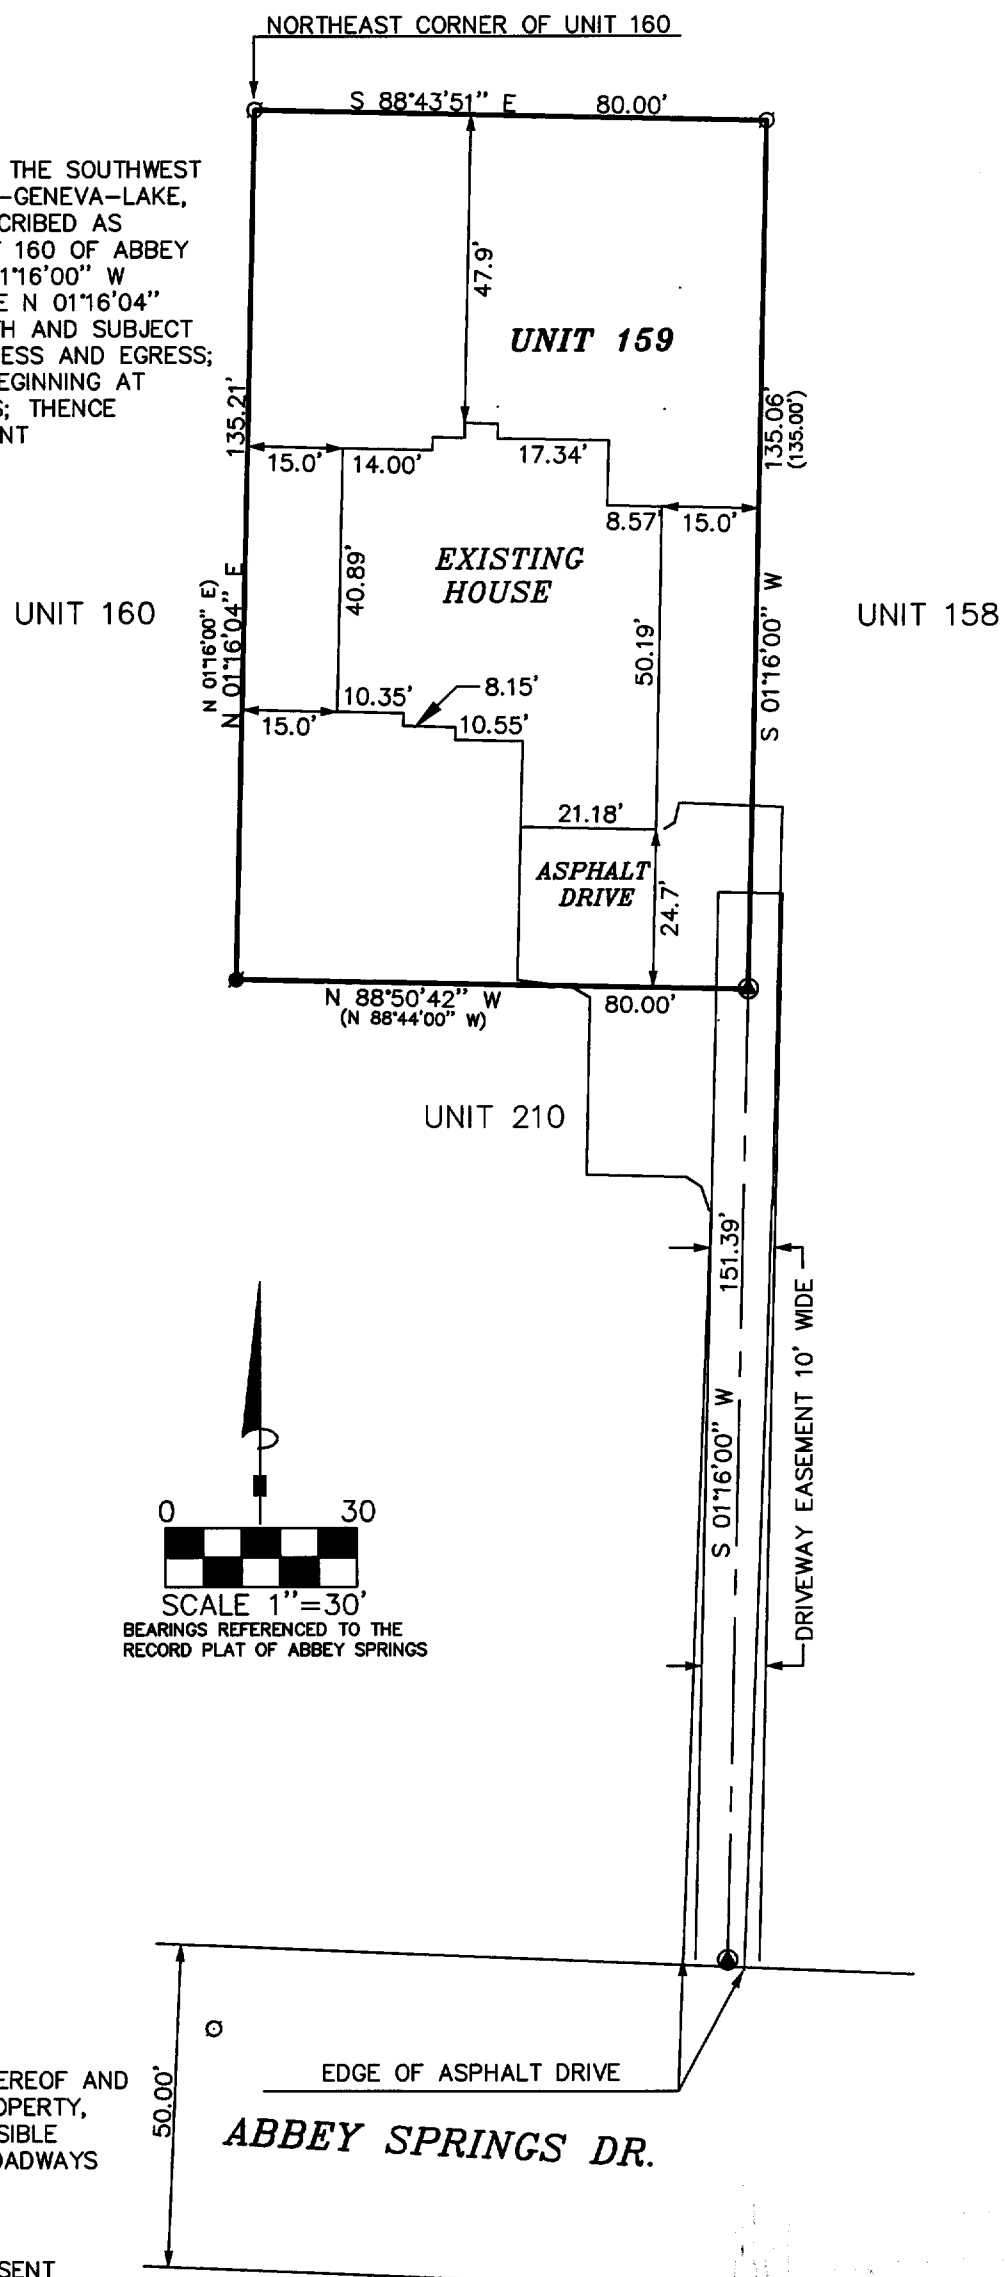 NORTHEAST CORNER OF UNIT 160
S 88°43'51" E 80.00'
THE SOUTHWEST
-GENEVA-LAKE,
CRIBED AS
160 OF ABBEY
1°16'00" W
E N 01°16'04"
TH AND SUBJECT
ESS AND EGRESS;
EGINNING AT
S; THENCE
NT
47.9'
UNIT 159
135.21'
135.06'
(135.00')
15.0'
14.00'
17.34'
8.57'
15.0'
EXISTING
HOUSE
40.89'
50.19'
UNIT 160
(N 01°16'00" E)
N 01°16'04" E
UNIT 158
S 01°16'00" W
15.0'
10.35'
8.15'
10.55'
21.18'
ASPHALT
DRIVE
24.7'
N 88°50'42" W
(N 88°44'00" W)
80.00'
UNIT 210
151.39'
S 01°16'00" W
DRIVEWAY EASEMENT 10' WIDE
0 30
SCALE 1"=30'
BEARINGS REFERENCED TO THE
RECORD PLAT OF ABBEY SPRINGS
EDGE OF ASPHALT DRIVE
50.00'
ABBEY SPRINGS DR.
EREOF AND
OPERTY,
SIBLE
OADWAYS
SENT